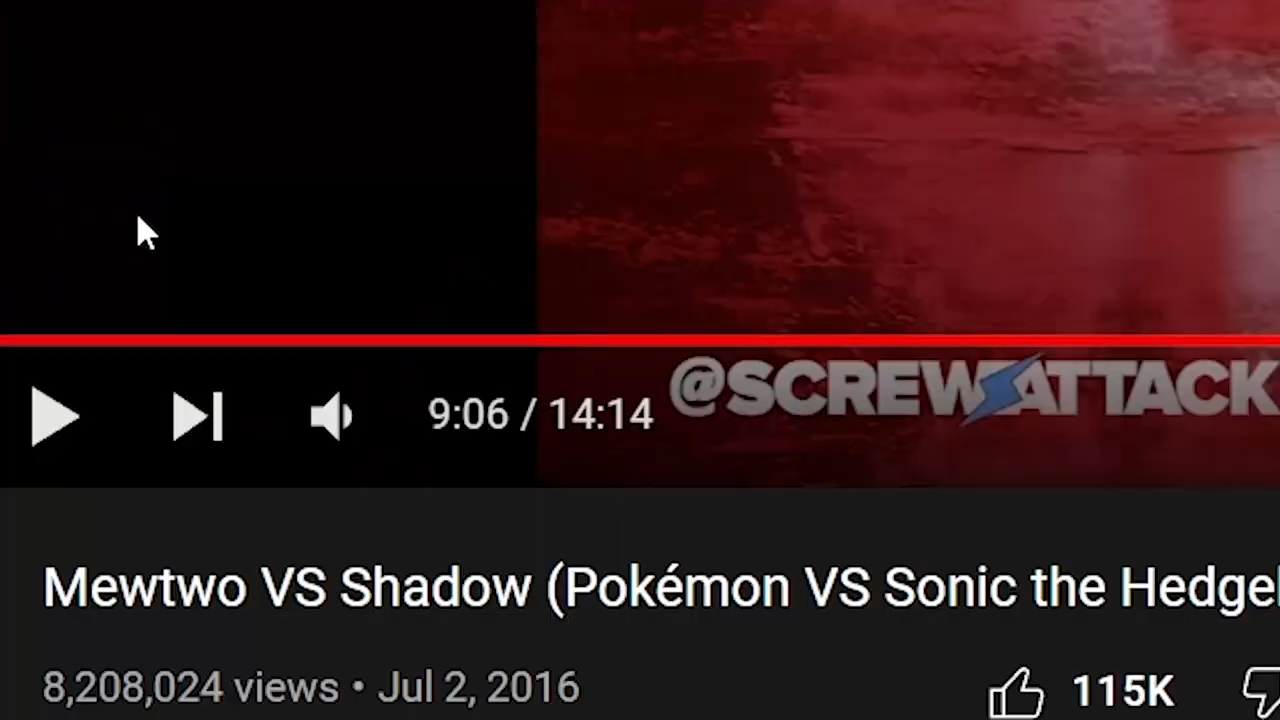 @SCREWATTACK
9:06 / 14:14
Mewtwo VS Shadow (Pokémon VS Sonic the Hedge
8,208,024 views • Jul 2, 2016
115K